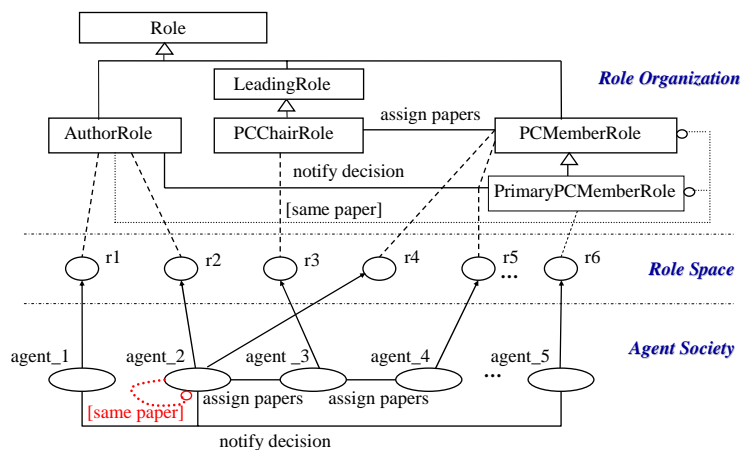 Role
LeadingRole
Role Organization
assign papers
AuthorRole
PCChairRole
PCMemberRole
notify decision
PrimaryPCMemberRole
[same paper]
r1
r2
r3
r4
r5
r6
...
Role Space
agent_1
agent_2
agent _3
agent_4
agent_5
Agent Society
...
assign papers
assign papers
[same paper]
notify decision